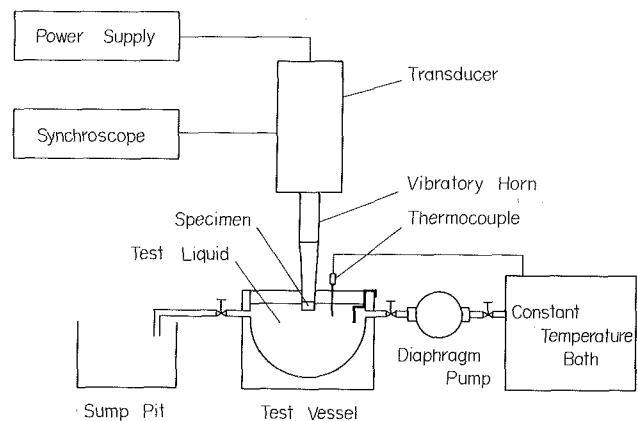 Power Supply
Transducer
Synchroscope
Vibratory Horn
Specimen
Thermocouple
Test Liquid
Constant
Temperature
Bath
Diaphragm
Pump
Sump Pit
Test Vessel